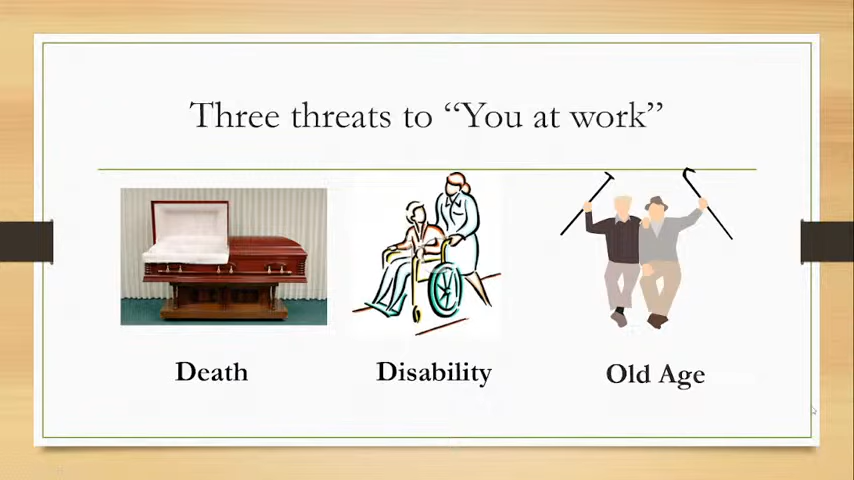 Three threats to “You at work”
Death
Disability
Old Age